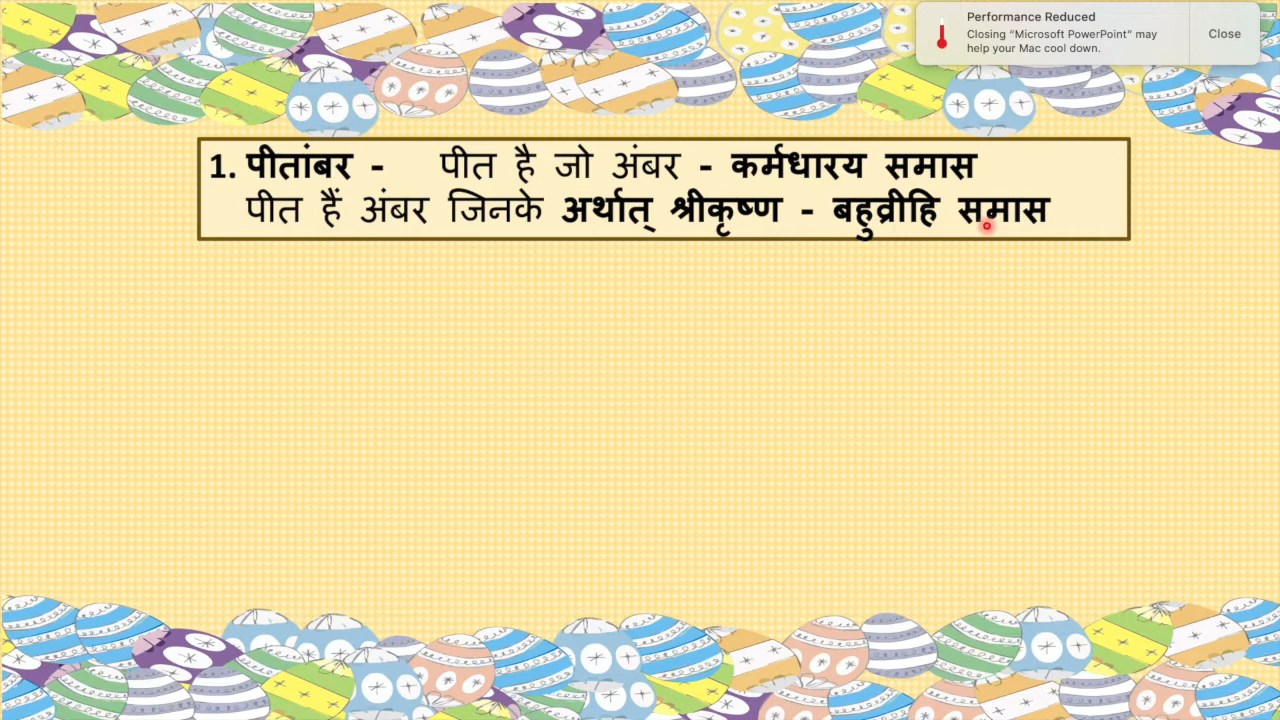 Performance Reduced
Closing “Microsoft PowerPoint” may
help your Mac cool down.
Close
1. पीतांबर - पीत है जो अंबर - कर्मधारय समास
पीत हैं अंबर जिनके अर्थात् श्रीकृष्ण - बहुव्रीहि समास